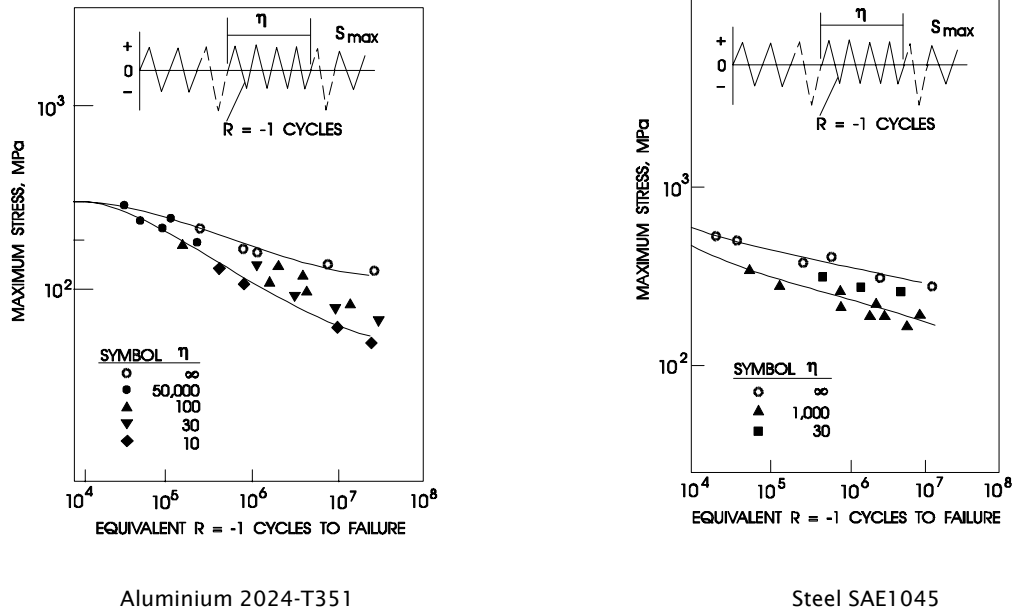 η
S max
+
0
−
R = -1 CYCLES
10³
10²
MAXIMUM STRESS, MPa
SYMBOL η
∞
50,000
100
30
10
10⁴ 10⁵ 10⁶ 10⁷ 10⁸
EQUIVALENT R = -1 CYCLES TO FAILURE
Aluminium 2024-T351
η
S max
+
0
−
R = -1 CYCLES
10³
10²
MAXIMUM STRESS, MPa
SYMBOL η
∞
1,000
30
10⁴ 10⁵ 10⁶ 10⁷ 10⁸
EQUIVALENT R = -1 CYCLES TO FAILURE
Steel SAE1045